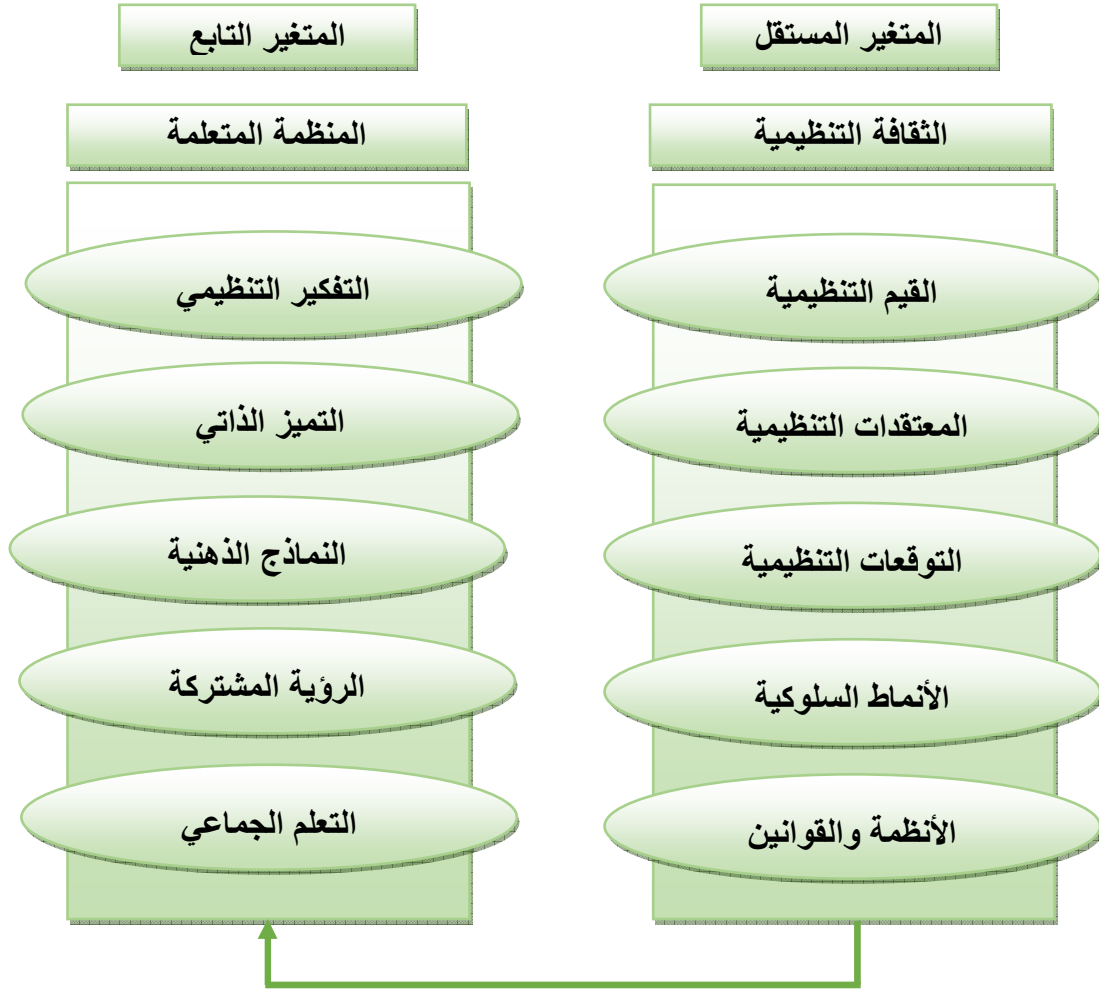 المتغير المستقل
المتغير التابع
الثقافة التنظيمية
المنظمة المتعلمة
القيم التنظيمية
المعتقدات التنظيمية
التوقعات التنظيمية
الأنماط السلوكية
الأنظمة والقوانين
التفكير التنظيمي
التميز الذاتي
النماذج الذهنية
الرؤية المشتركة
التعلم الجماعي